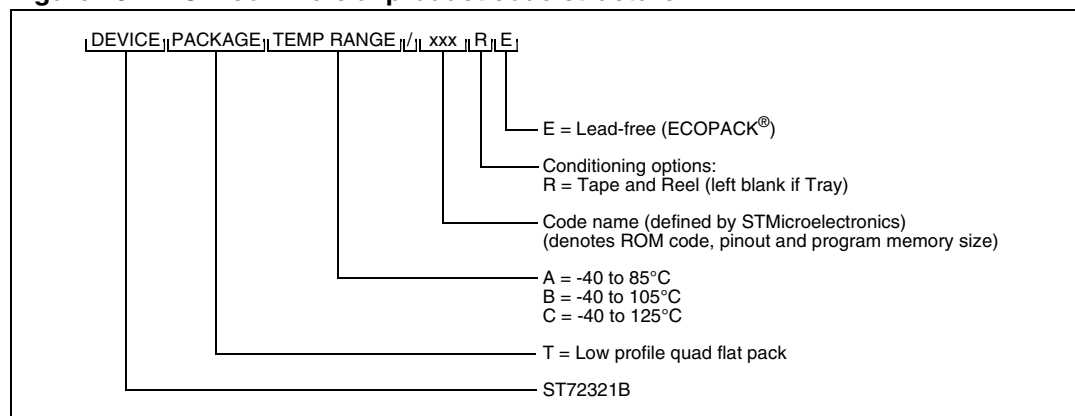 DEVICE PACKAGE TEMP RANGE / xxx R E
E = Lead-free (ECOPACK®)
Conditioning options:
R = Tape and Reel (left blank if Tray)
Code name (defined by STMicroelectronics)
(denotes ROM code, pinout and program memory size)
A = -40 to 85°C
B = -40 to 105°C
C = -40 to 125°C
T = Low profile quad flat pack
ST72321B